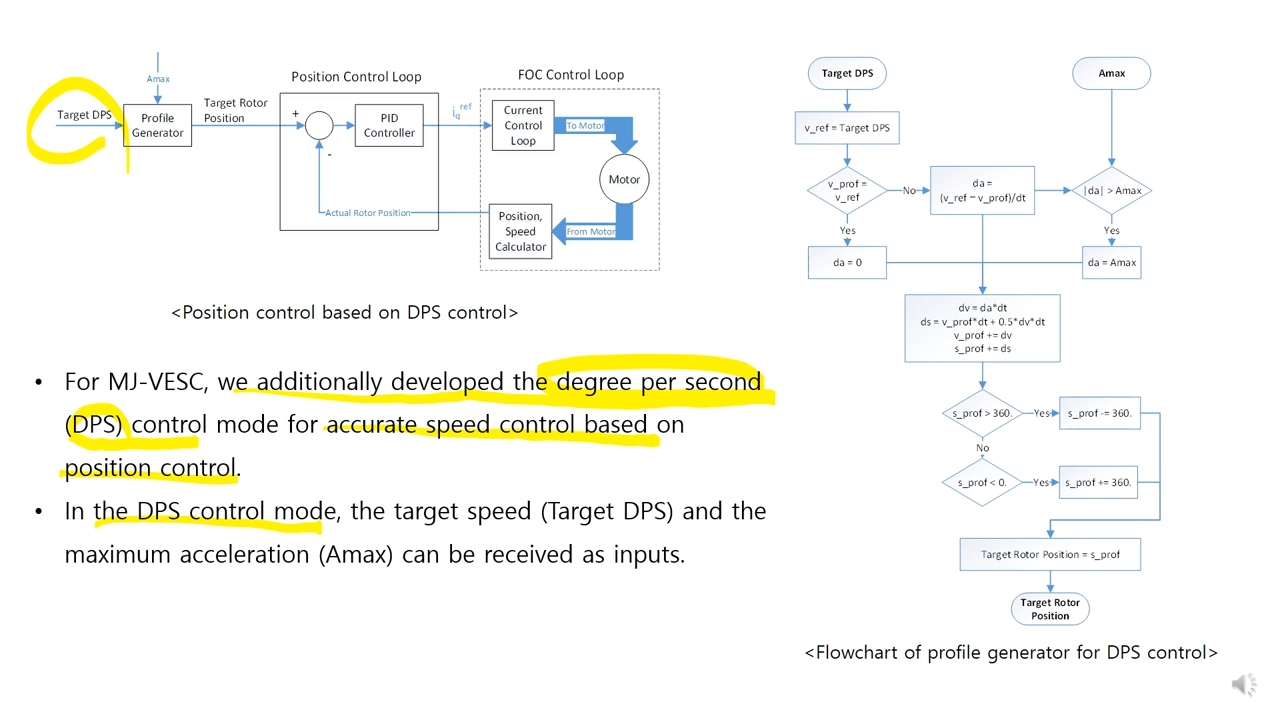 Position Control Loop
FOC Control Loop
Amax
Target DPS
Profile
Generator
Target Rotor
Position
+
-
PID
Controller
iq ref
Current
Control
Loop
To Motor
Motor
Actual Rotor Position
Position,
Speed
Calculator
From Motor
<Position control based on DPS control>
• For MJ-VESC, we additionally developed the degree per second
(DPS) control mode for accurate speed control based on
position control.
• In the DPS control mode, the target speed (Target DPS) and the
maximum acceleration (Amax) can be received as inputs.
Target DPS
Amax
v_ref = Target DPS
v_prof =
v_ref
No
da =
(v_ref − v_prof)/dt
|da| > Amax
Yes
Yes
da = 0
da = Amax
dv = da*dt
ds = v_prof*dt + 0.5*dv*dt
v_prof += dv
s_prof += ds
s_prof > 360.
Yes
s_prof -= 360.
No
s_prof < 0.
Yes
s_prof += 360.
Target Rotor Position = s_prof
Target Rotor
Position
<Flowchart of profile generator for DPS control>